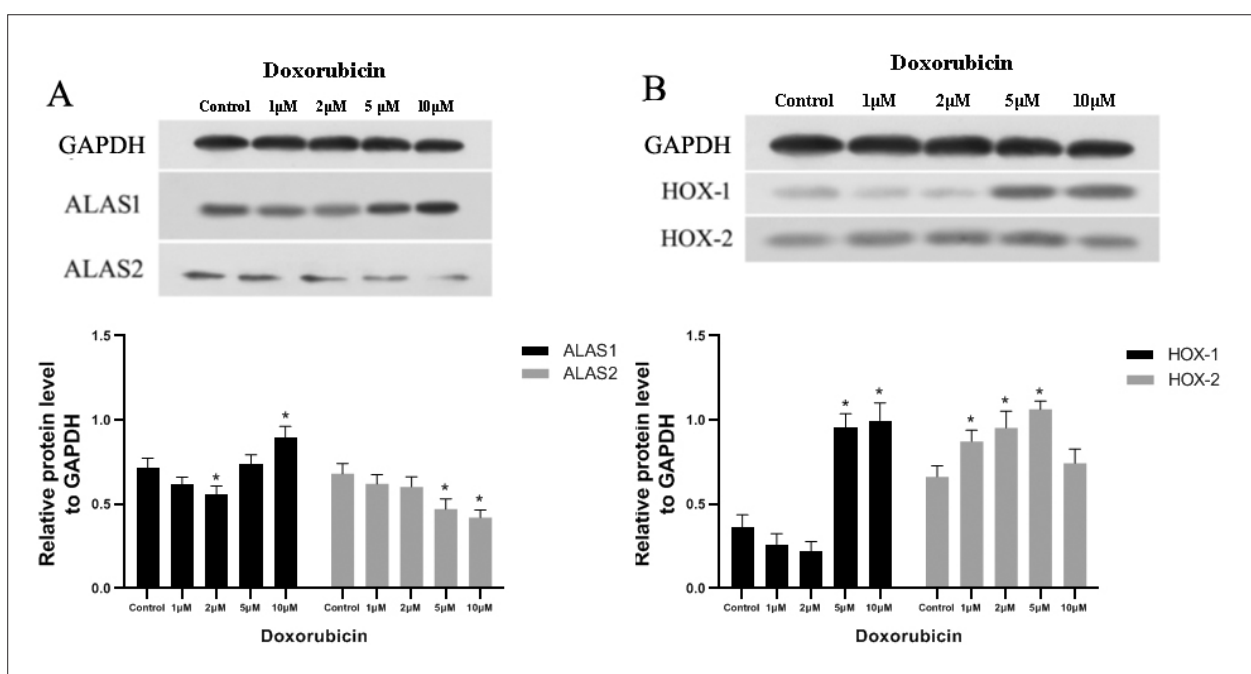 A
Doxorubicin
Control 1μM 2μM 5 μM 10μM
GAPDH
ALAS1
ALAS2
1.5
1.0
0.5
0.0
Relative protein level
to GAPDH
* * * *
ALAS1
ALAS2
Control 1μM 2μM 5μM 10μM Control 1μM 2μM 5μM 10μM
Doxorubicin
B
Doxorubicin
Control 1μM 2μM 5μM 10μM
GAPDH
HOX-1
HOX-2
1.5
1.0
0.5
0.0
Relative protein level
to GAPDH
* * * * *
HOX-1
HOX-2
Control 1μM 2μM 5μM 10μM Control 1μM 2μM 5μM 10μM
Doxorubicin